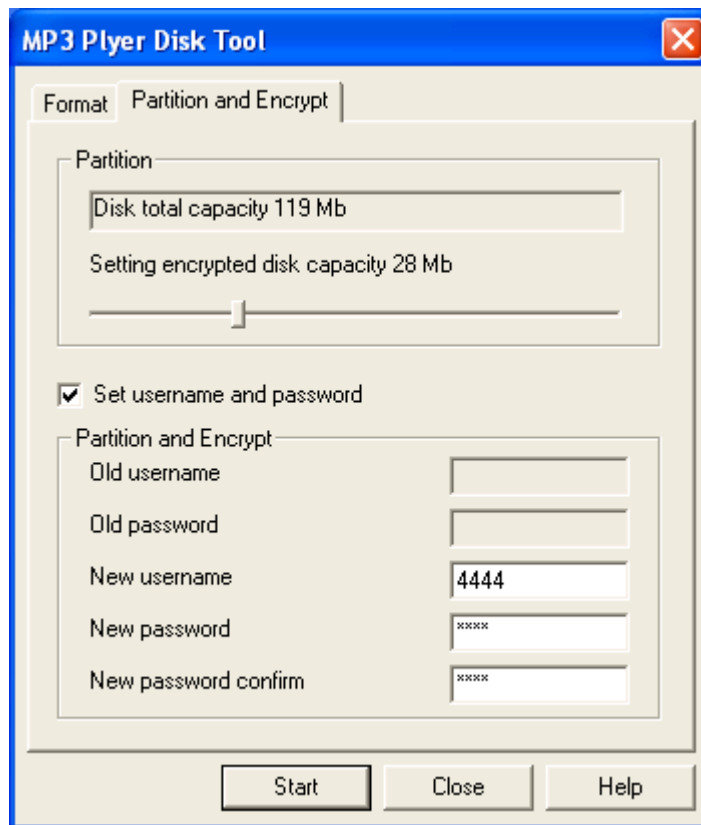 MP3 Plyer Disk Tool
Format Partition and Encrypt
Partition
Disk total capacity 119 Mb
Setting encrypted disk capacity 28 Mb
Set username and password
Partition and Encrypt
Old username
Old password
New username 4444
New password ****
New password confirm ****
Start Close Help